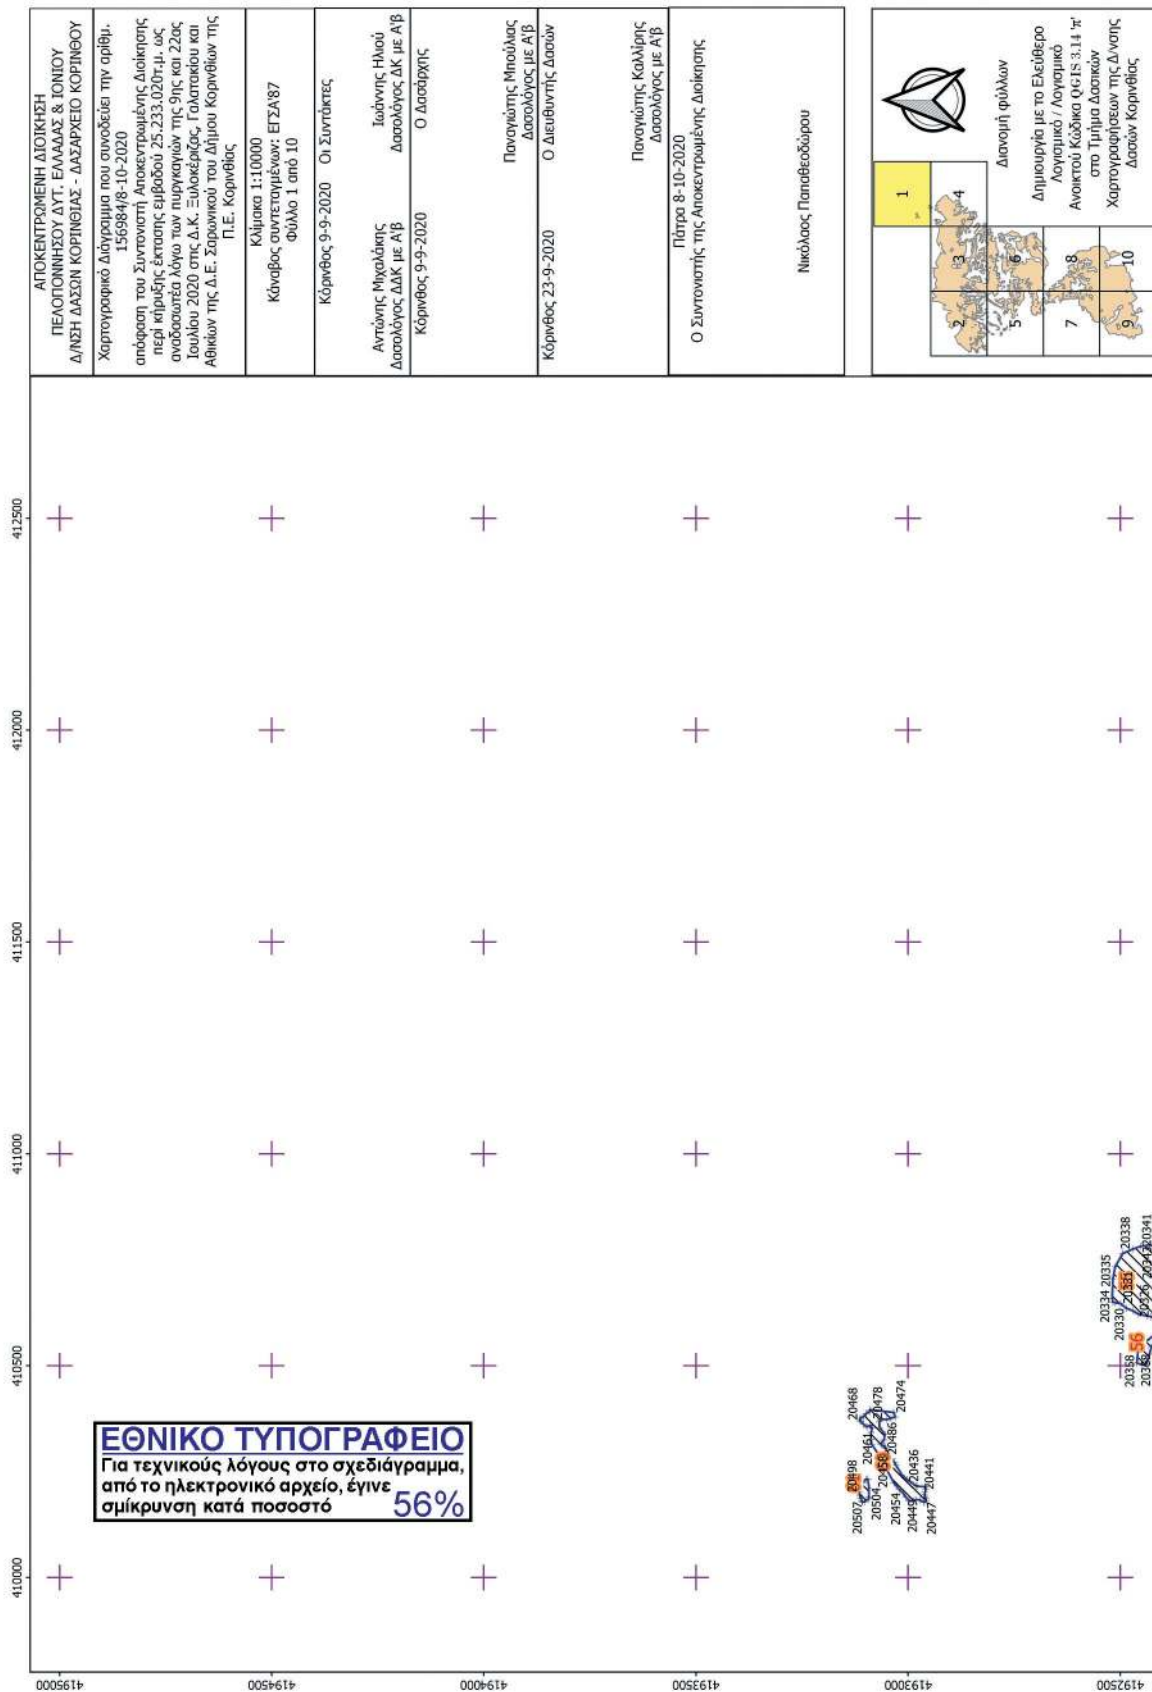 ΑΠΟΚΕΝΤΡΩΜΕΝΗ ΔΙΟΙΚΗΣΗ
ΠΕΛΟΠΟΝΝΗΣΟΥ ΔΥΤ. ΕΛΛΑΔΑΣ & ΙΟΝΙΟΥ
Δ/ΝΣΗ ΔΑΣΩΝ ΚΟΡΙΝΘΙΑΣ - ΔΑΣΑΡΧΕΙΟ ΚΟΡΙΝΘΟΥ
Χαρτογραφικό Διάγραμμα που συνοδεύει την αρίθμ.
156984/8-10-2020
απόφαση του Συντονιστή Αποκεντρωμένης Διοίκησης
περί κήρυξης έκτασης εμβαδού 25.233.020τ.μ. ως
αναδασωτέα λόγω των πυρκαγιών της 9ης και 22ας
Ιουλίου 2020 στις Δ.Κ. Ξυλοκέριζας, Γαλατακίου και
Αθικίων της Δ.Ε. Σαρωνικού του Δήμου Κορινθίων της
Π.Ε. Κορινθίας
Κλίμακα 1:10000
Κάναβος συντεταγμένων: ΕΓΣΑ'87
Φύλλο 1 από 10
Κόρινθος 9-9-2020 Οι Συντάκτες
Αντώνης Μιχαλάκης Ιωάννης Ηλιού
Δασολόγος ΔΔΚ με Α'β Δασολόγος ΔΚ με Α'β
Κόρινθος 9-9-2020 Ο Δασάρχης
Παναγιώτης Μπούλιας
Δασολόγος με Α'β
Κόρινθος 23-9-2020 Ο Διευθυντής Δασών
Παναγιώτης Καλλίρης
Δασολόγος με Α'β
Πάτρα 8-10-2020
Ο Συντονιστής της Αποκεντρωμένης Διοίκησης
Νικόλαος Παπαθεοδώρου
1
2 3 4
5 6
7 8
9 10
Διανομή φύλλων
Δημιουργία με το Ελεύθερο
Λογισμικό / Λογισμικό
Ανοικτού Κώδικα QGIS 3.14 'π'
στο Τμήμα Δασικών
Χαρτογραφήσεων της Δ/νσης
Δασών Κορινθίας
410000 410500 411000 411500 412000 412500
4195000
4194500
4194000
4193500
4193000
4192500
ΕΘΝΙΚΟ ΤΥΠΟΓΡΑΦΕΙΟ
Για τεχνικούς λόγους στο σχεδιάγραμμα,
από το ηλεκτρονικό αρχείο, έγινε
σμίκρυνση κατά ποσοστό 56%
20507 20498
20504
20454
20449
20447
20458
20461
20468
20478
20474
20486
20436
20441
20334 20335
20330
20338
20341
20326
20331
56
20358